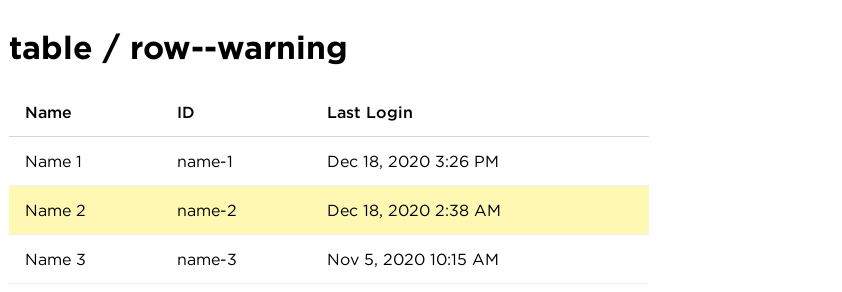 table / row--warning
Name ID Last Login
Name 1 name-1 Dec 18, 2020 3:26 PM
Name 2 name-2 Dec 18, 2020 2:38 AM
Name 3 name-3 Nov 5, 2020 10:15 AM